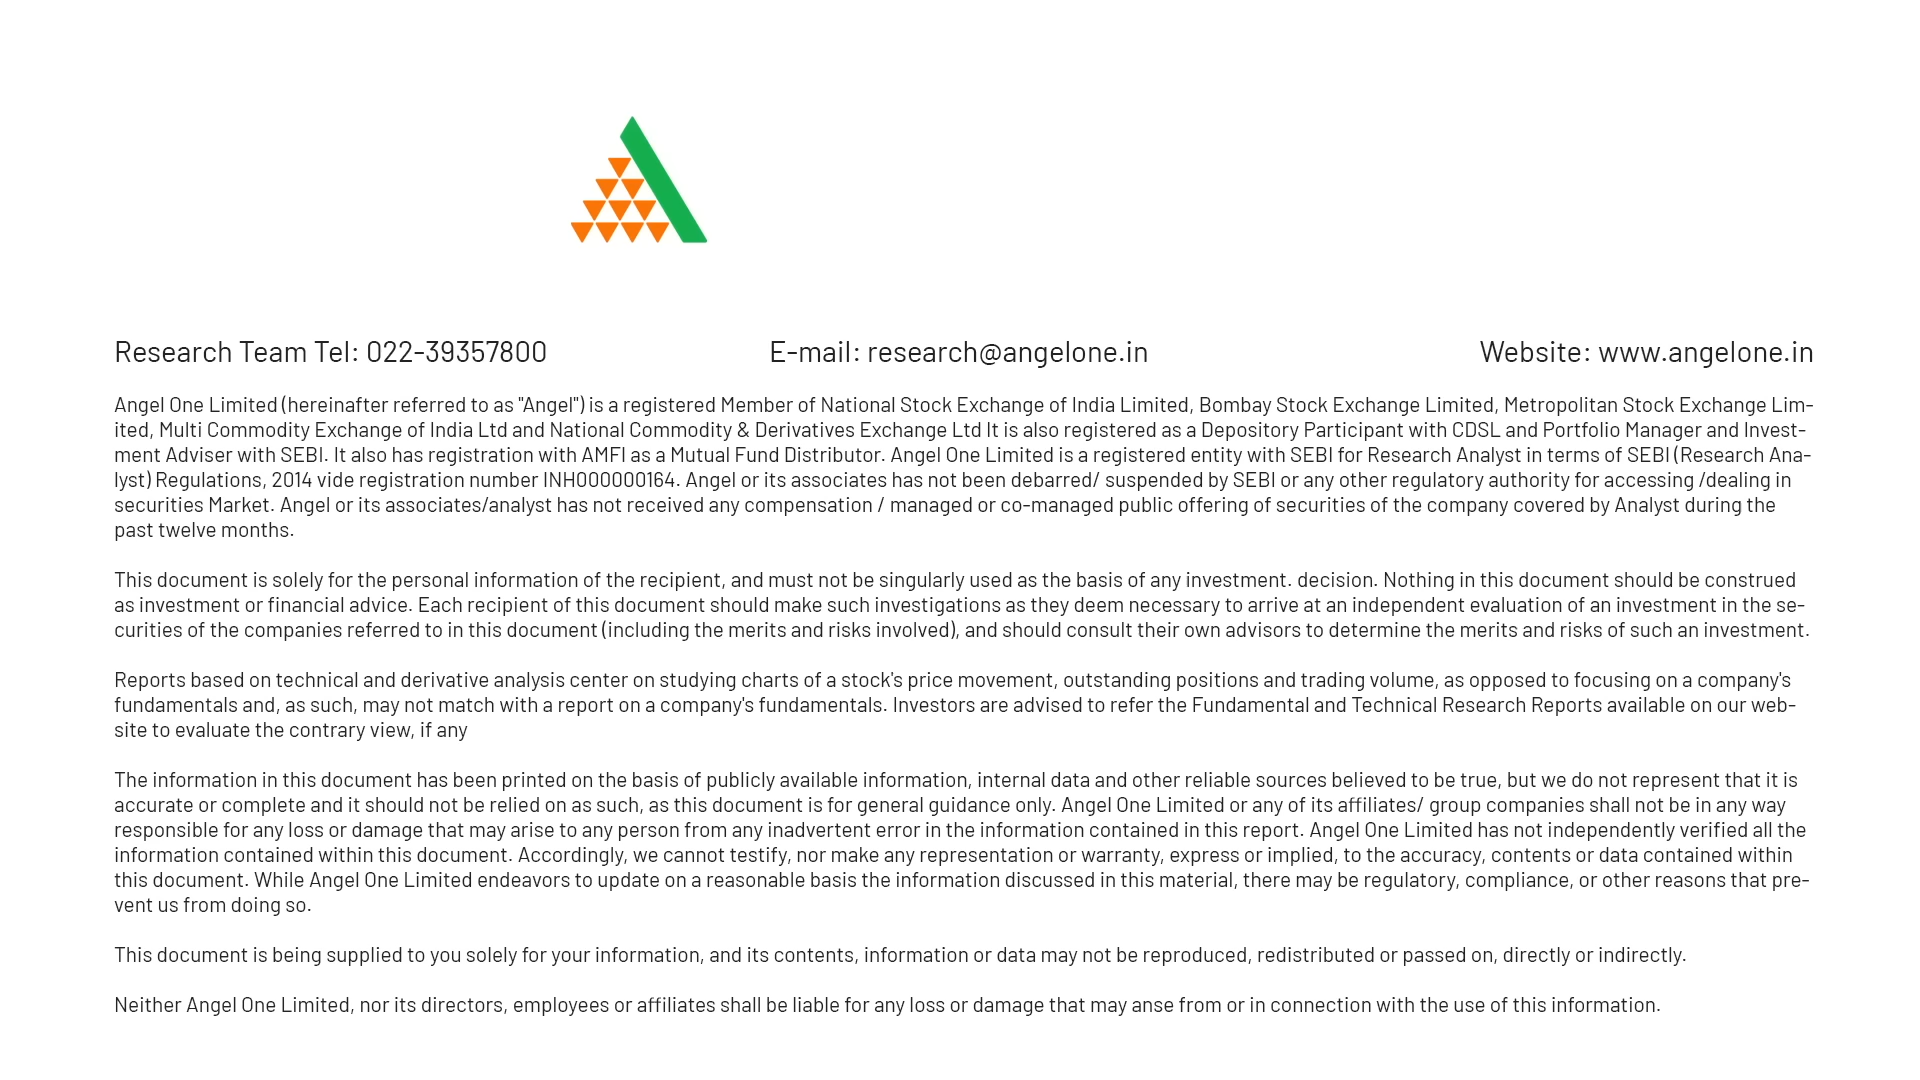 Research Team Tel: 022-39357800 E-mail: research@angelone.in Website: www.angelone.in
Angel One Limited (hereinafter referred to as "Angel") is a registered Member of National Stock Exchange of India Limited, Bombay Stock Exchange Limited, Metropolitan Stock Exchange Lim-
ited, Multi Commodity Exchange of India Ltd and National Commodity & Derivatives Exchange Ltd It is also registered as a Depository Participant with CDSL and Portfolio Manager and Invest-
ment Adviser with SEBI. It also has registration with AMFI as a Mutual Fund Distributor. Angel One Limited is a registered entity with SEBI for Research Analyst in terms of SEBI (Research Ana-
lyst) Regulations, 2014 vide registration number INH000000164. Angel or its associates has not been debarred/ suspended by SEBI or any other regulatory authority for accessing /dealing in
securities Market. Angel or its associates/analyst has not received any compensation / managed or co-managed public offering of securities of the company covered by Analyst during the
past twelve months.
This document is solely for the personal information of the recipient, and must not be singularly used as the basis of any investment. decision. Nothing in this document should be construed
as investment or financial advice. Each recipient of this document should make such investigations as they deem necessary to arrive at an independent evaluation of an investment in the se-
curities of the companies referred to in this document (including the merits and risks involved), and should consult their own advisors to determine the merits and risks of such an investment.
Reports based on technical and derivative analysis center on studying charts of a stock's price movement, outstanding positions and trading volume, as opposed to focusing on a company's
fundamentals and, as such, may not match with a report on a company's fundamentals. Investors are advised to refer the Fundamental and Technical Research Reports available on our web-
site to evaluate the contrary view, if any
The information in this document has been printed on the basis of publicly available information, internal data and other reliable sources believed to be true, but we do not represent that it is
accurate or complete and it should not be relied on as such, as this document is for general guidance only. Angel One Limited or any of its affiliates/ group companies shall not be in any way
responsible for any loss or damage that may arise to any person from any inadvertent error in the information contained in this report. Angel One Limited has not independently verified all the
information contained within this document. Accordingly, we cannot testify, nor make any representation or warranty, express or implied, to the accuracy, contents or data contained within
this document. While Angel One Limited endeavors to update on a reasonable basis the information discussed in this material, there may be regulatory, compliance, or other reasons that pre-
vent us from doing so.
This document is being supplied to you solely for your information, and its contents, information or data may not be reproduced, redistributed or passed on, directly or indirectly.
Neither Angel One Limited, nor its directors, employees or affiliates shall be liable for any loss or damage that may anse from or in connection with the use of this information.